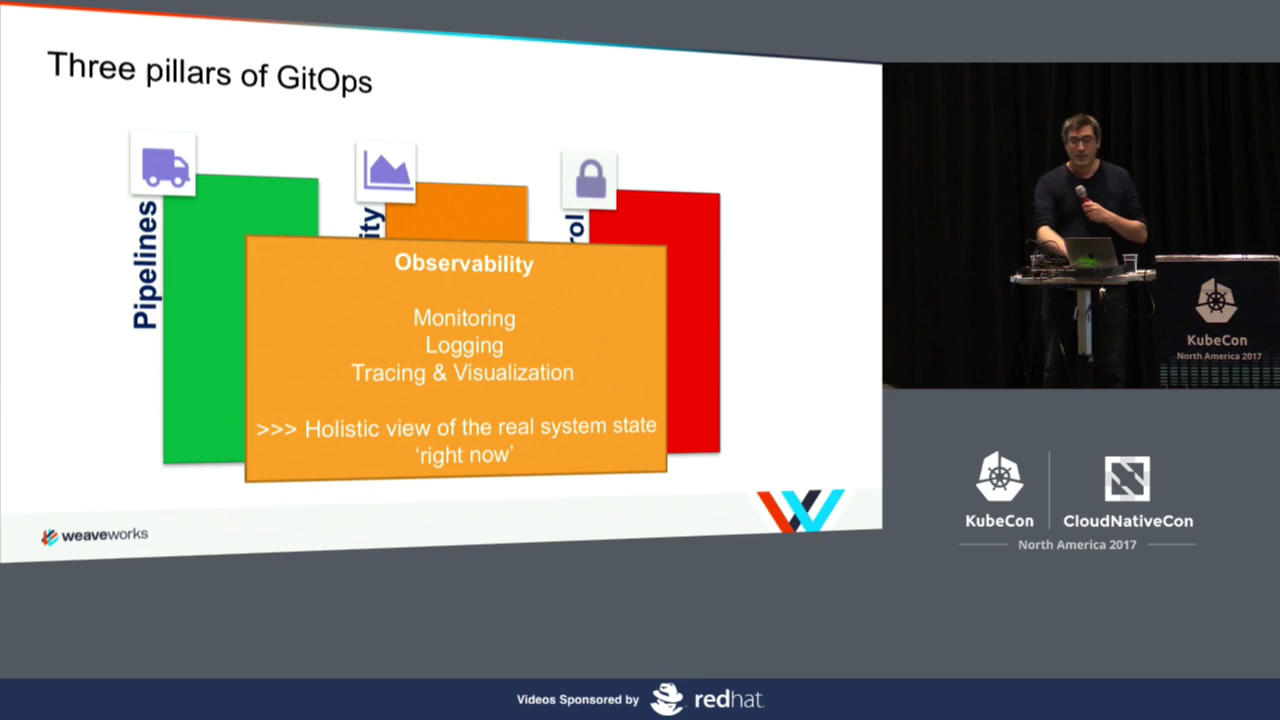 Three pillars of GitOps
Pipelines
ity
rol
Observability
Monitoring
Logging
Tracing & Visualization
>>> Holistic view of the real system state
‘right now’
weaveworks
KubeCon
North America 2017
KubeCon
CloudNativeCon
North America 2017
Videos Sponsored by
redhat.